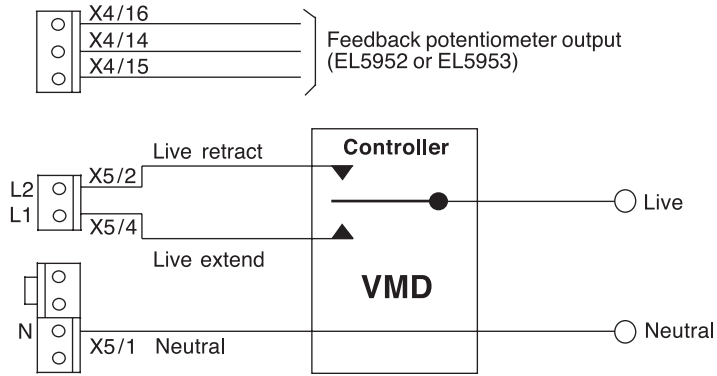 X4/16
X4/14
X4/15
Feedback potentiometer output
(EL5952 or EL5953)
Live retract
Controller
L2
X5/2
L1
X5/4
Live
Live extend
VMD
N
X5/1 Neutral
Neutral